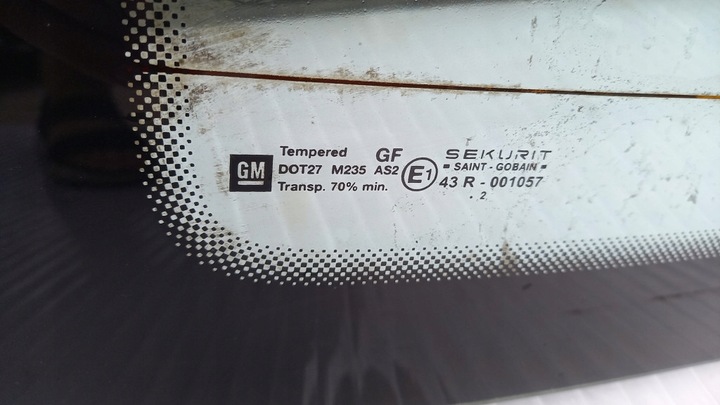 GM
Tempered GF
DOT27 M235 AS2
Transp. 70% min.
E1
SEKURIT
SAINT - GOBAIN
43 R - 001057
. 2